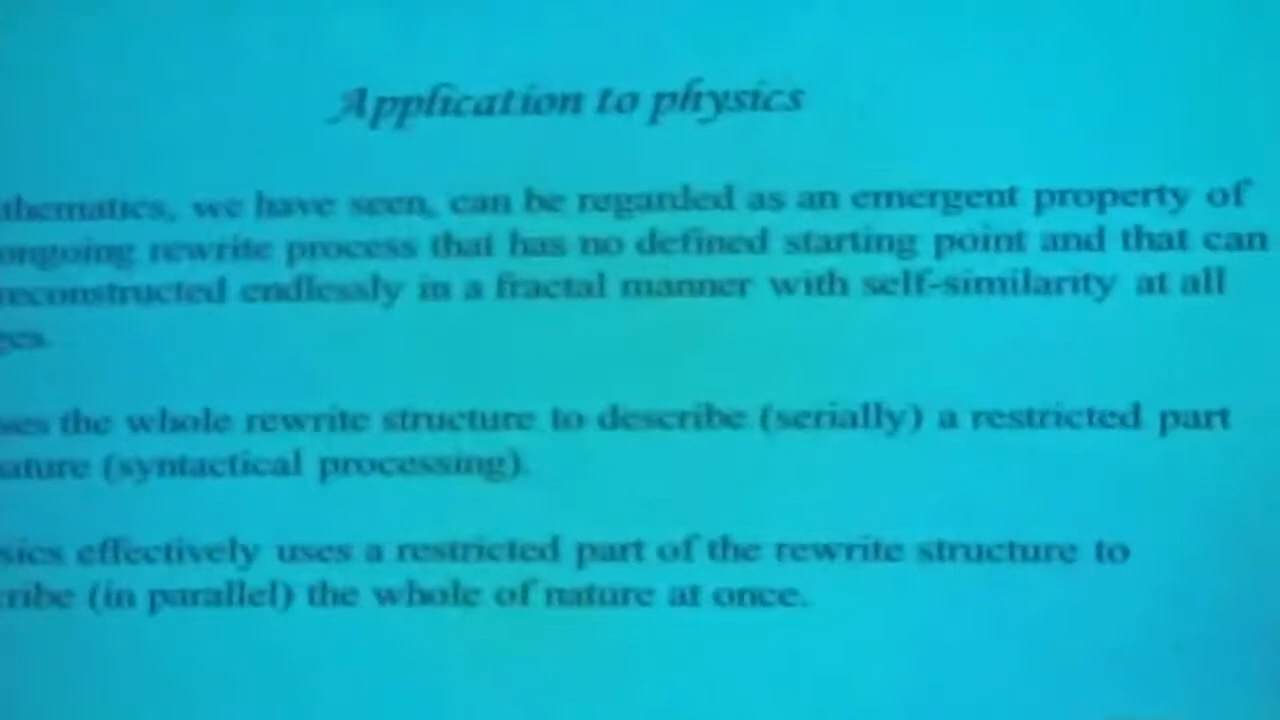 Application to physics
thematics, we have seen, can be regarded as an emergent property of
ongoing rewrite process that has no defined starting point and that can
reconstructed endlessly in a fractal manner with self-similarity at all
ges.
ses the whole rewrite structure to describe (serially) a restricted part
ature (syntactical processing).
sics effectively uses a restricted part of the rewrite structure to
cribe (in parallel) the whole of nature at once.